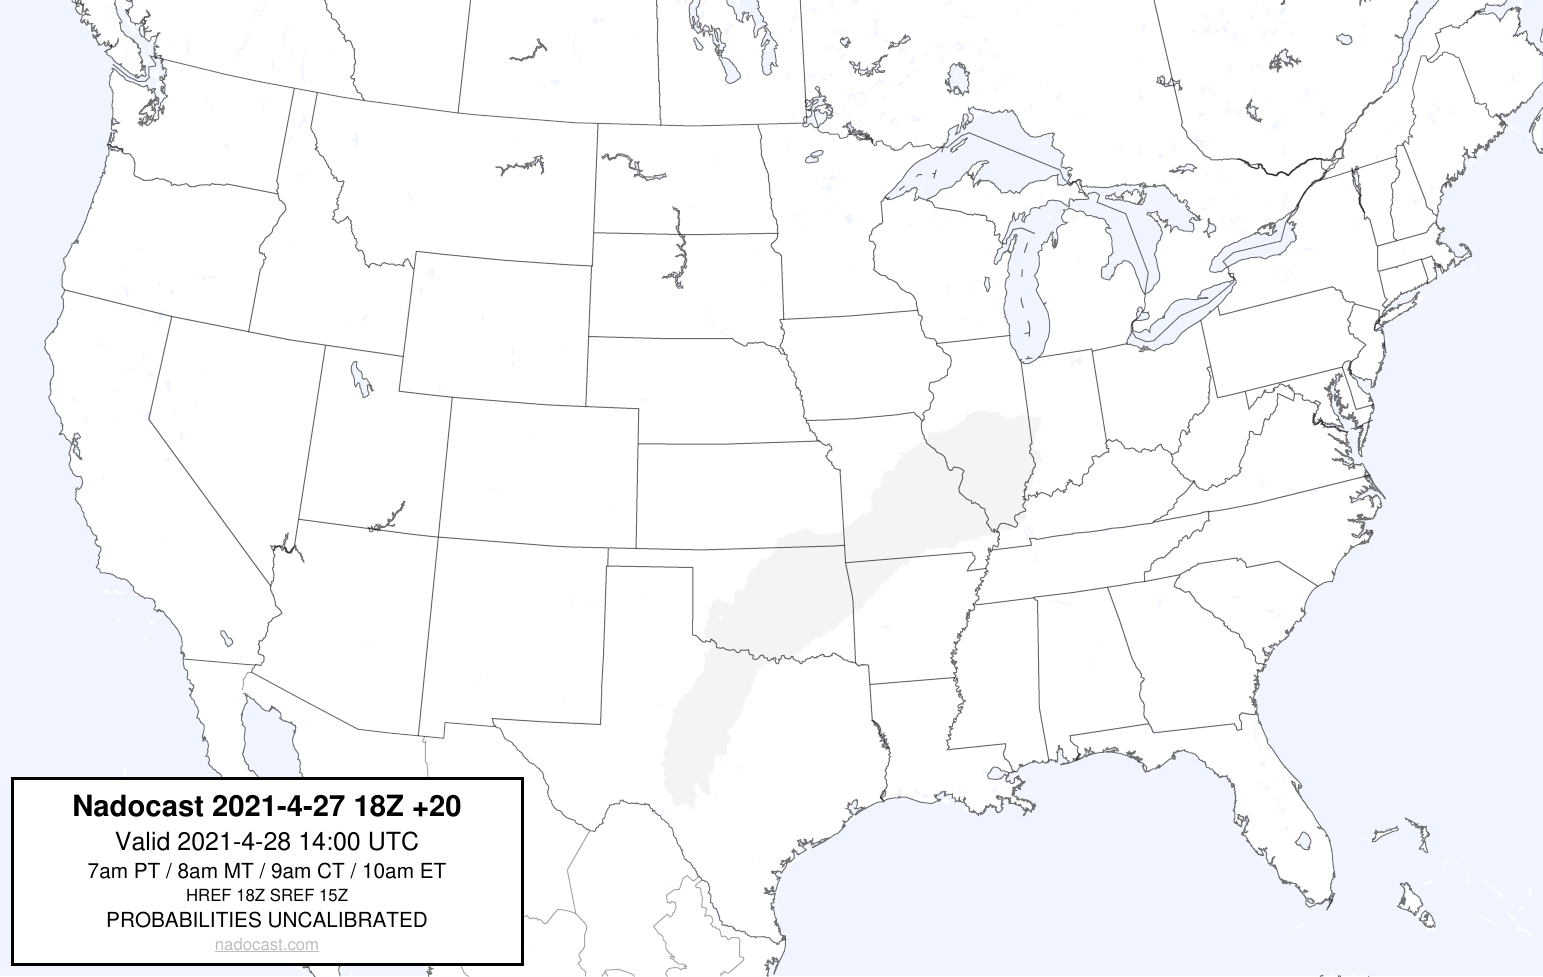 Nadocast 2021-4-27 18Z +20
Valid 2021-4-28 14:00 UTC
7am PT / 8am MT / 9am CT / 10am ET
HREF 18Z SREF 15Z
PROBABILITIES UNCALIBRATED
nadocast.com